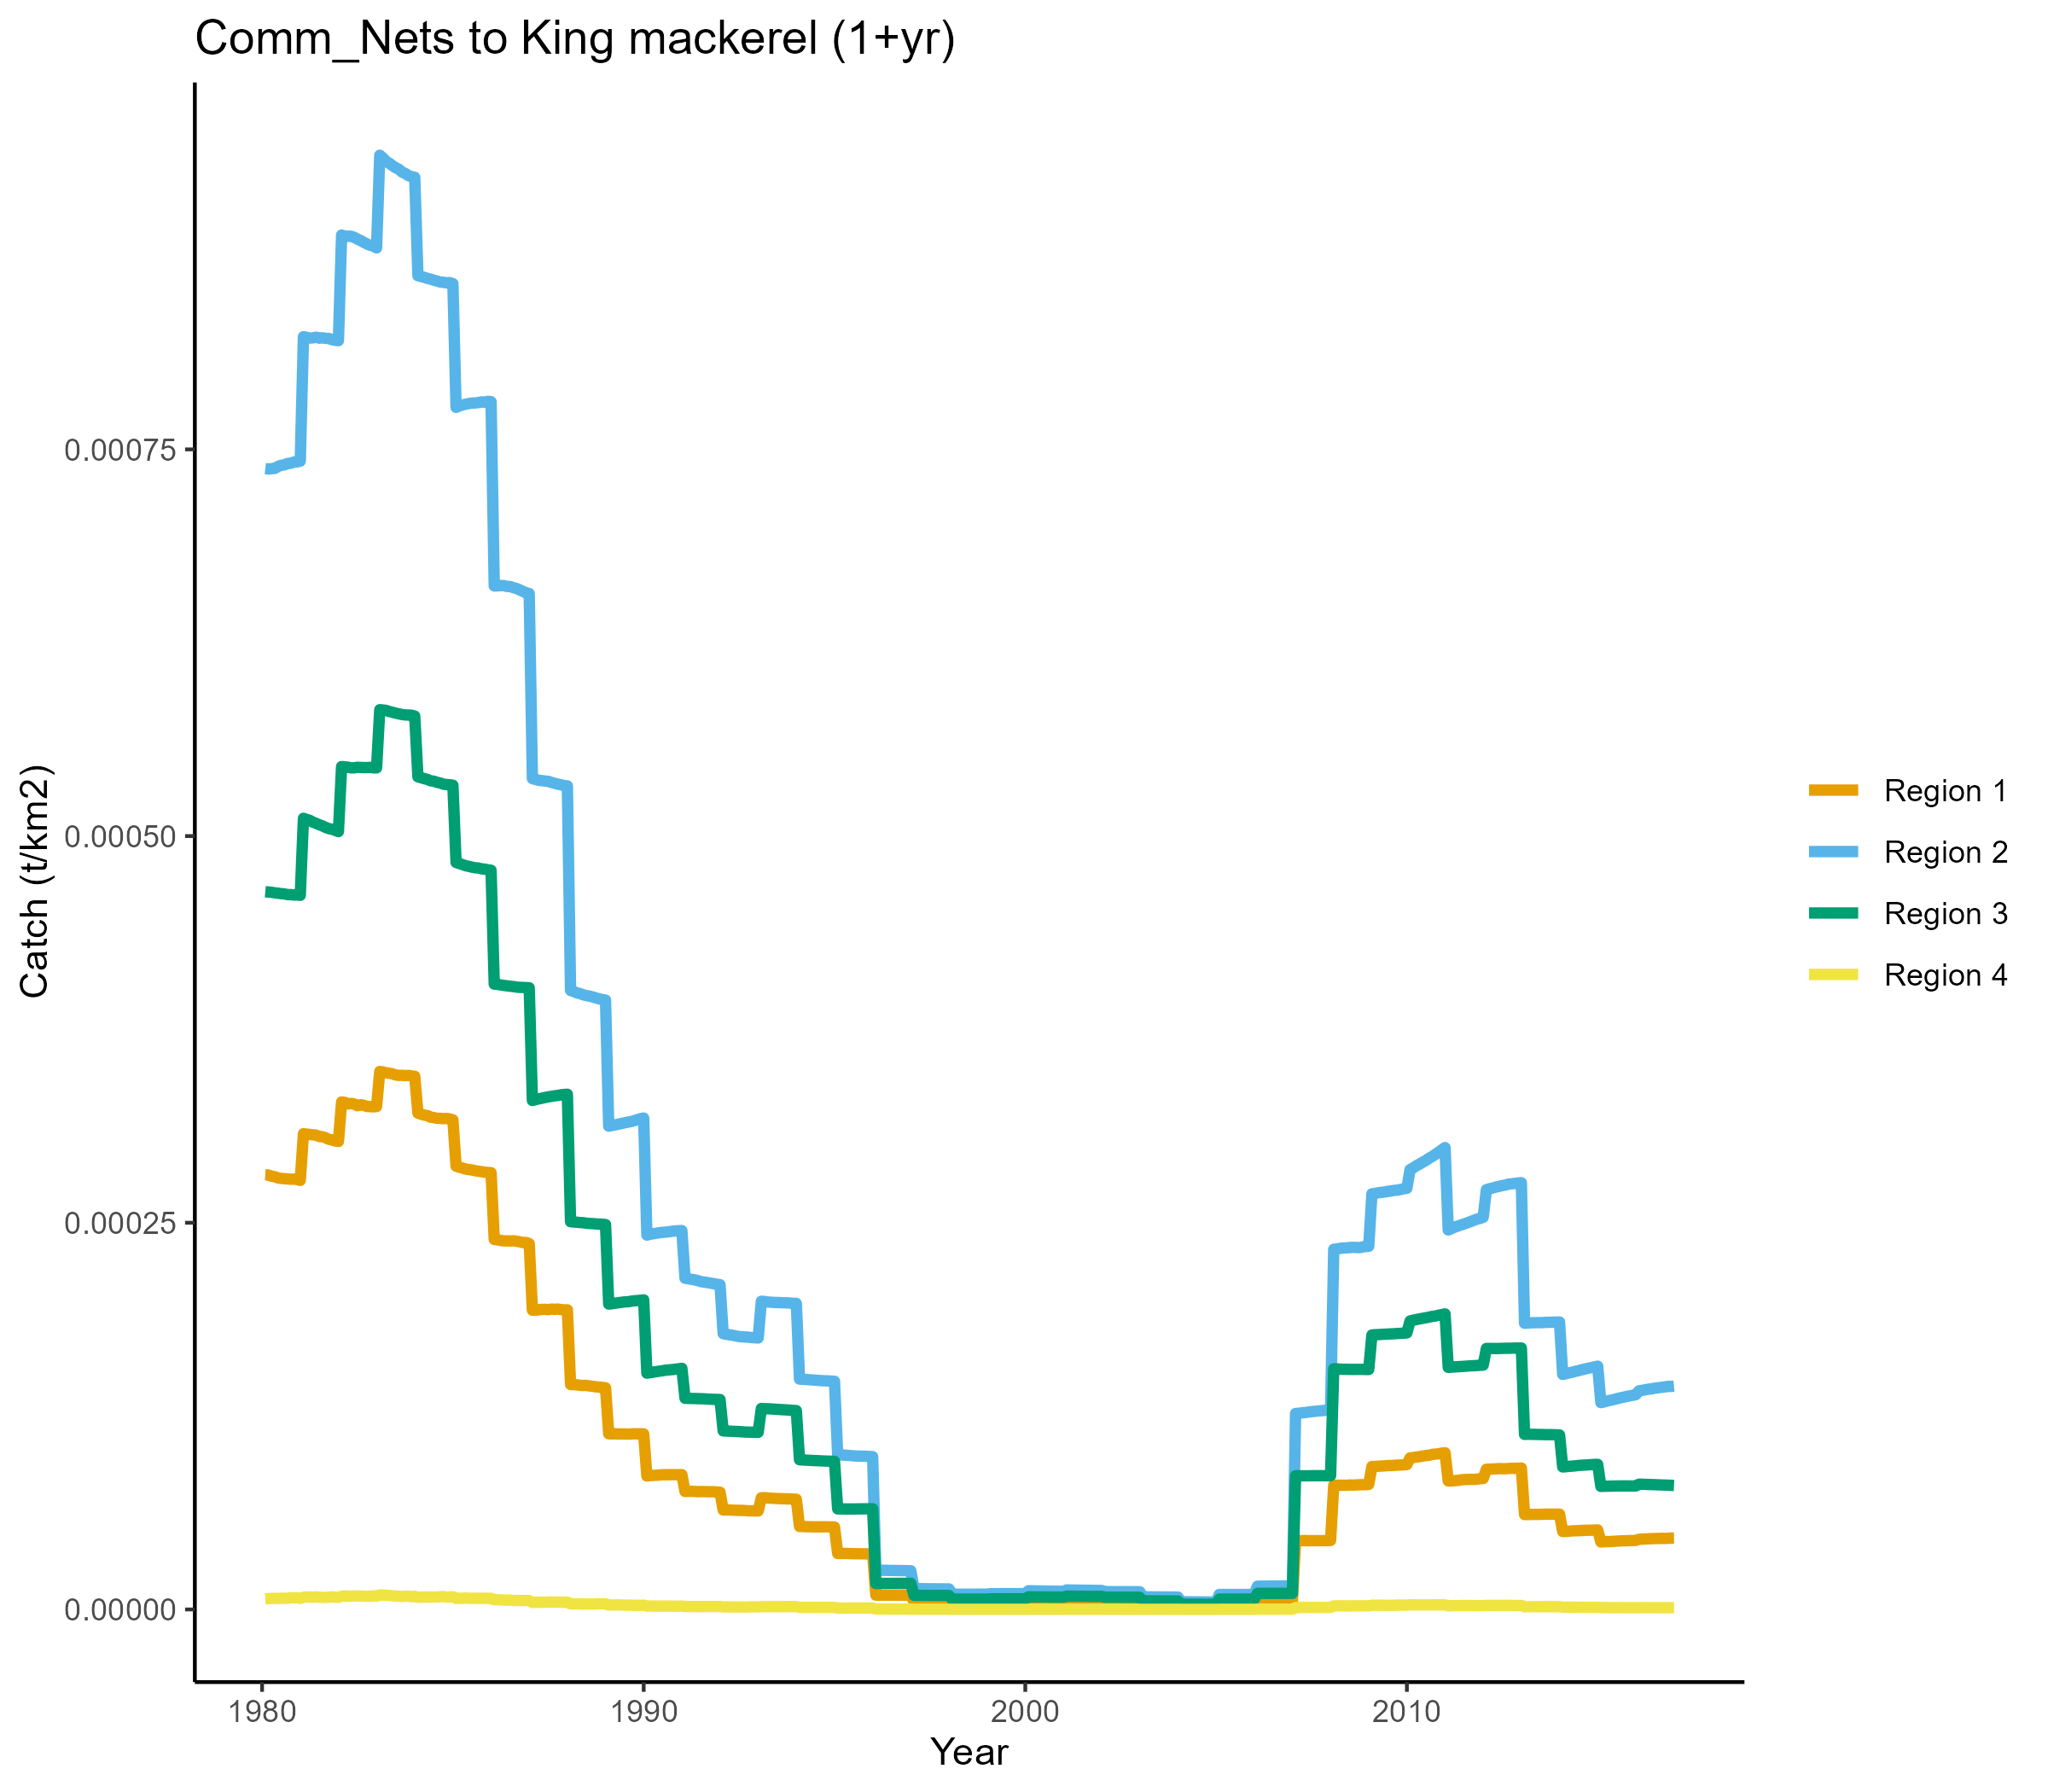 Comm_Nets to King mackerel (1+yr)
Catch (t/km2)
0.00075
0.00050
0.00025
0.00000
1980
1990
2000
2010
Year
Region 1
Region 2
Region 3
Region 4